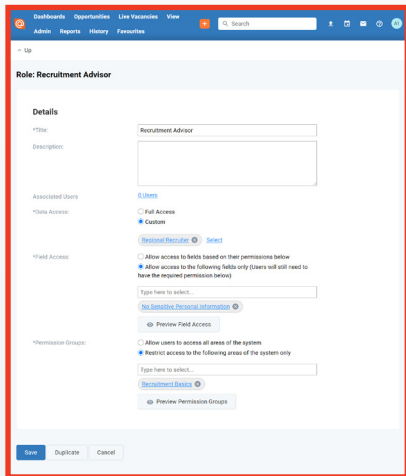 Dashboards Opportunities Live Vacancies View
Search
AI
Admin Reports History Favourites
Up
Role: Recruitment Advisor
Details
*Title:
Recruitment Advisor
Description:
Associated Users
0 Users
*Data Access:
Full Access
Custom
Regional Recruiter Select
*Field Access:
Allow access to fields based on their permissions below
Allow access to the following fields only (Users will still need to
have the required permission below)
Type here to select...
No Sensitive Personal Information
Preview Field Access
*Permission Groups:
Allow users to access all areas of the system
Restrict access to the following areas of the system only
Type here to select...
Recruitment Basics
Preview Permission Groups
Save Duplicate Cancel